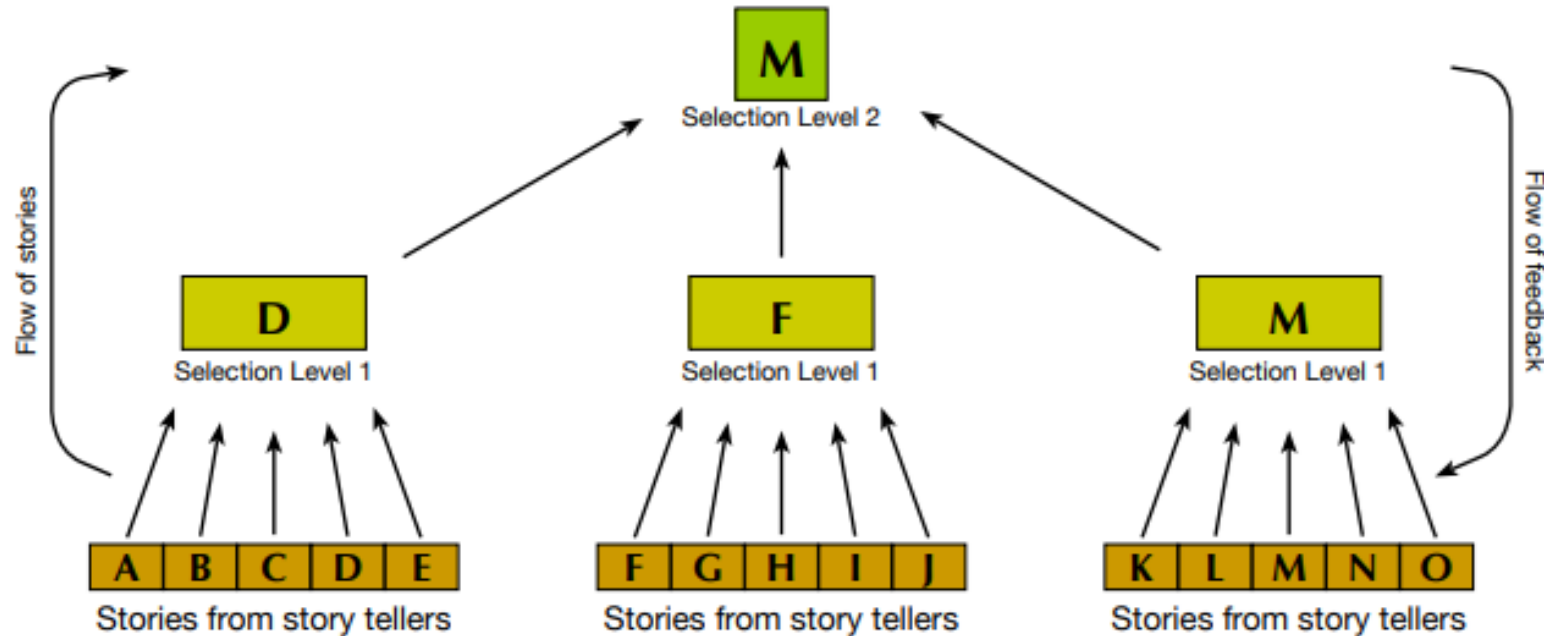 M
Selection Level 2
Flow of stories
Flow of feedback
D
F
M
Selection Level 1
Selection Level 1
Selection Level 1
A B C D E
F G H I J
K L M N O
Stories from story tellers
Stories from story tellers
Stories from story tellers